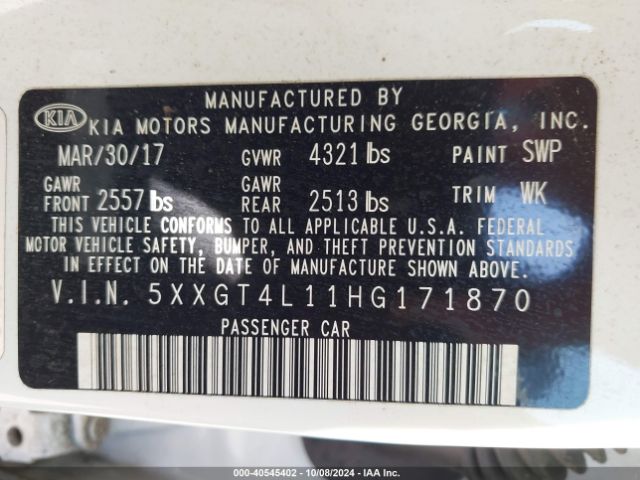 MANUFACTURED BY
KIA KIA MOTORS MANUFACTURING GEORGIA, INC.
MAR/30/17 GVWR 4321 lbs PAINT SWP
GAWR FRONT 2557 lbs GAWR REAR 2513 lbs TRIM WK
THIS VEHICLE CONFORMS TO ALL APPLICABLE U.S.A. FEDERAL
MOTOR VEHICLE SAFETY, BUMPER, AND THEFT PREVENTION STANDARDS
IN EFFECT ON THE DATE OF MANUFACTURE SHOWN ABOVE.
V.I.N. 5XXGT4L11HG171870
PASSENGER CAR
000-40545402 - 10/08/2024 - IAA Inc.